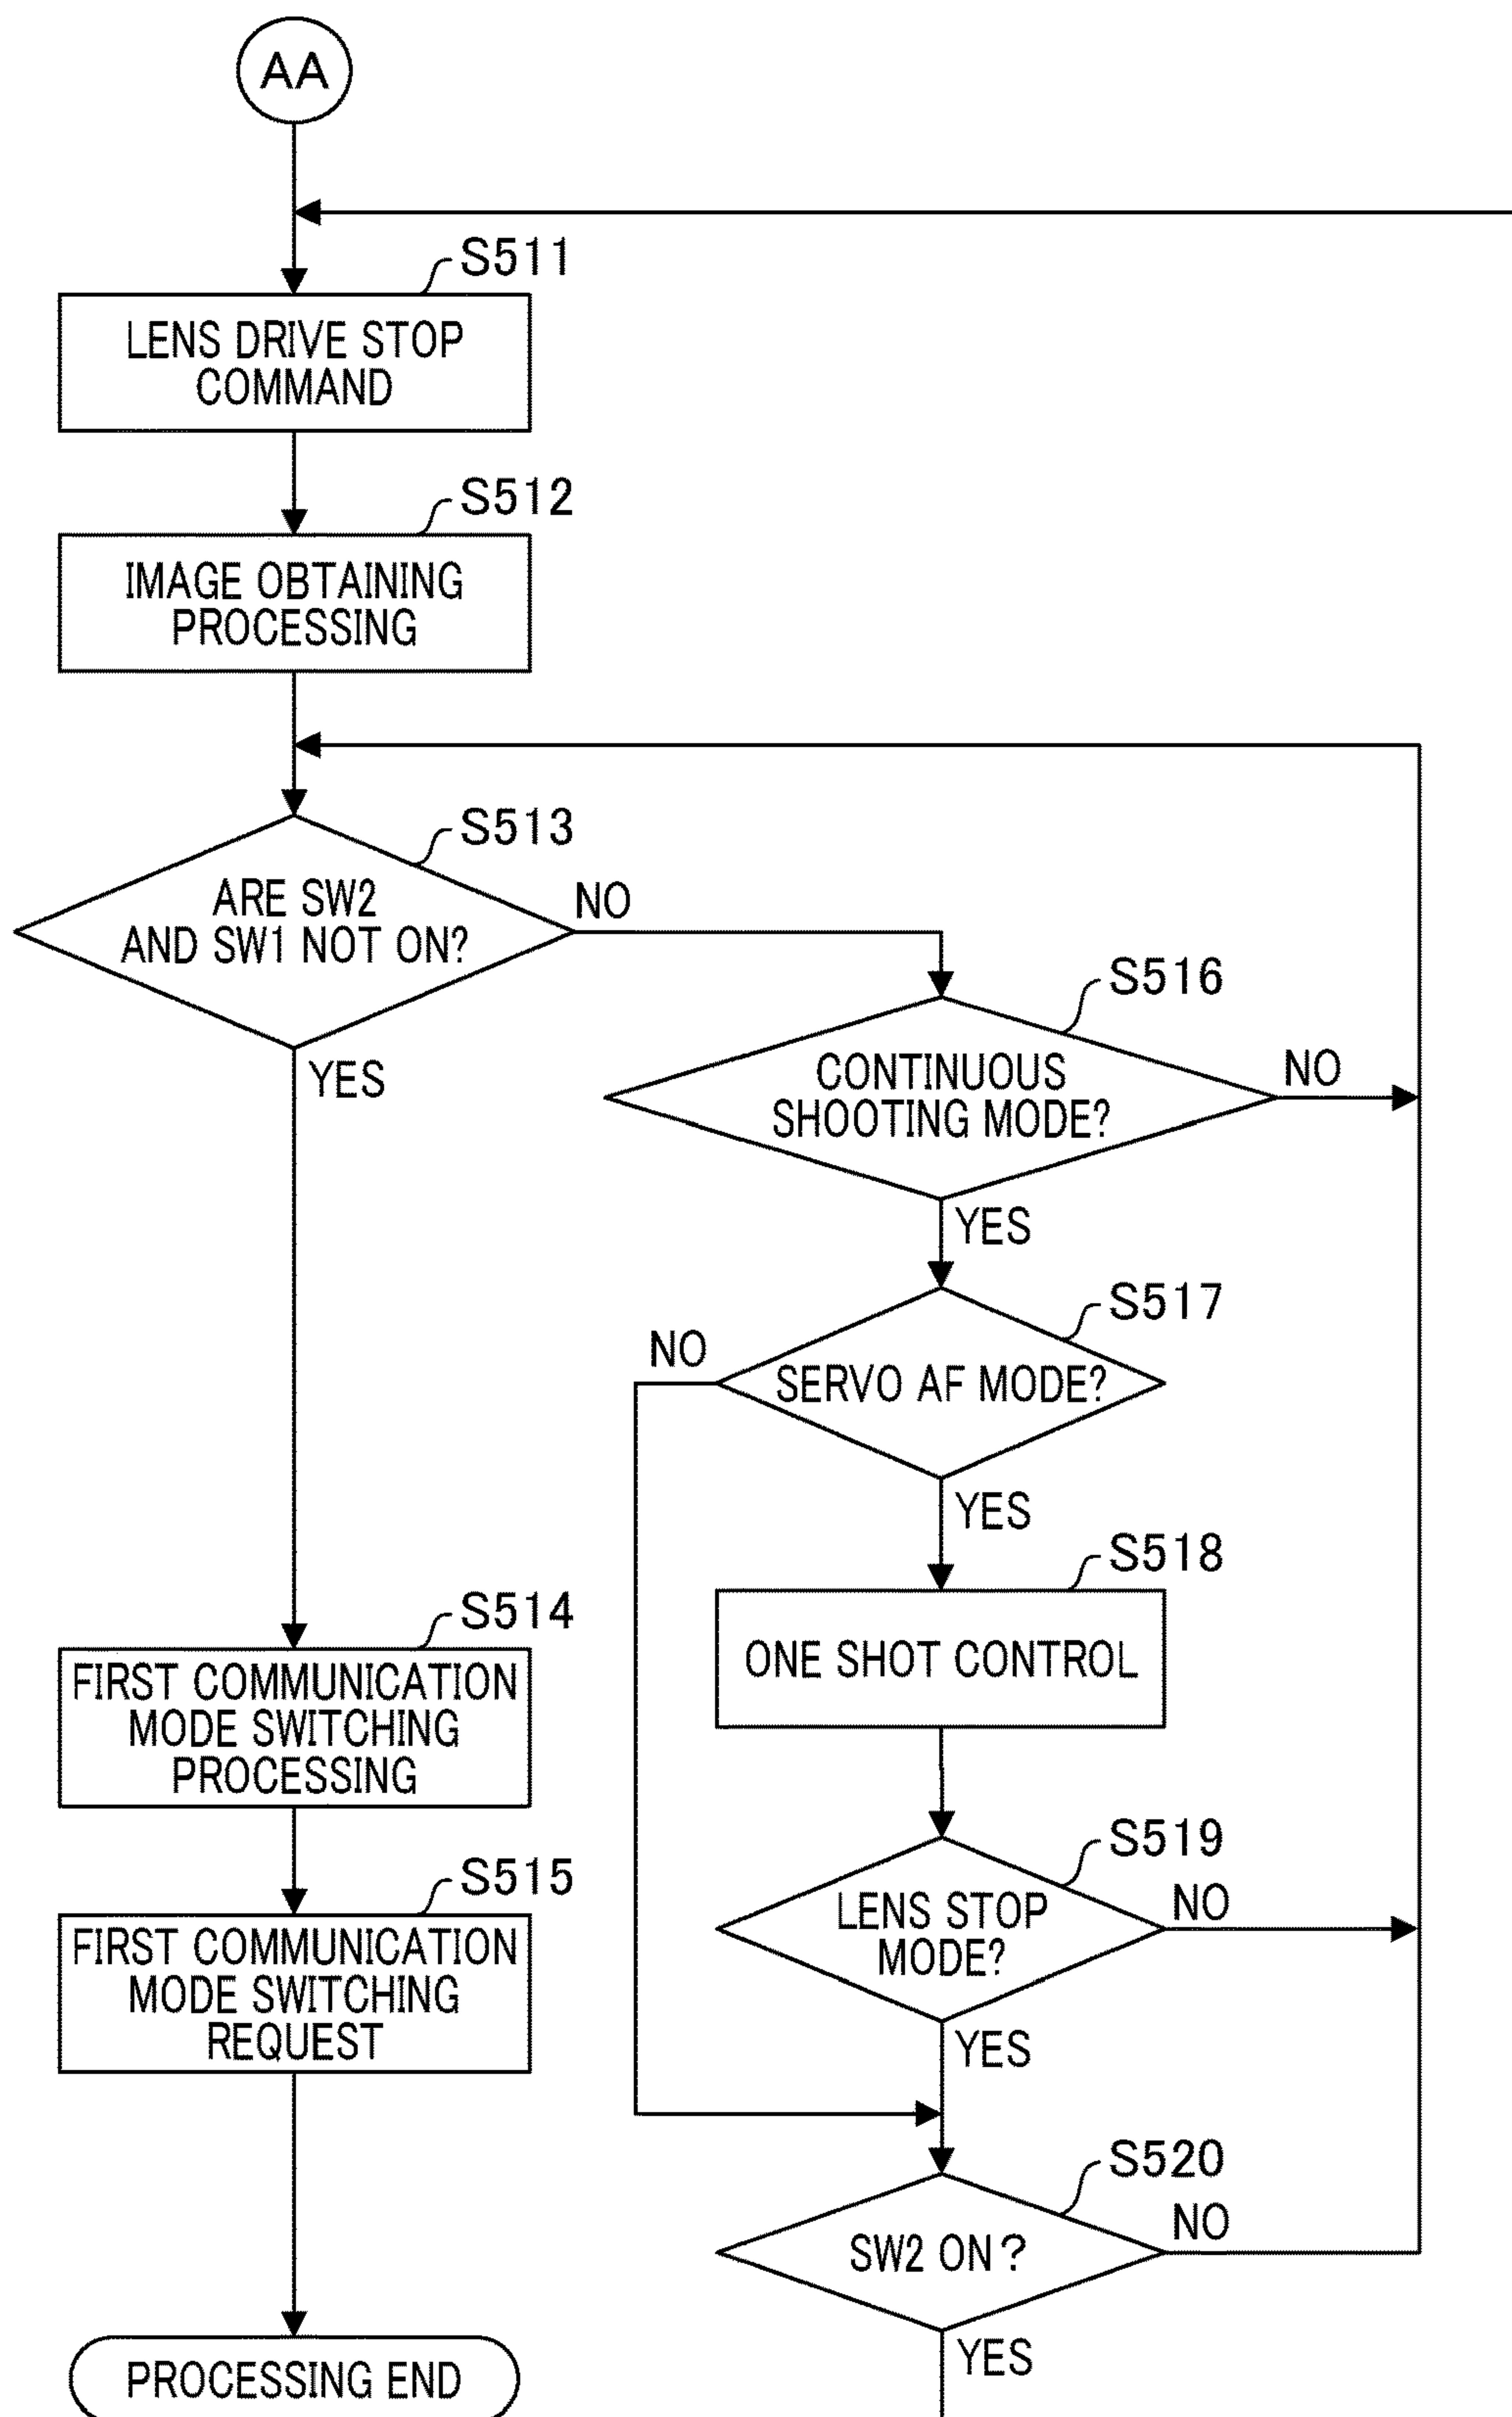 AA
S511
LENS DRIVE STOP
COMMAND
S512
IMAGE OBTAINING
PROCESSING
S513
ARE SW2
AND SW1 NOT ON?
NO
YES
S516
CONTINUOUS
SHOOTING MODE?
NO
YES
S517
NO
SERVO AF MODE?
YES
S518
ONE SHOT CONTROL
S514
FIRST COMMUNICATION
MODE SWITCHING
PROCESSING
S519
LENS STOP
MODE?
NO
YES
S515
FIRST COMMUNICATION
MODE SWITCHING
REQUEST
S520
SW2 ON?
NO
YES
PROCESSING END